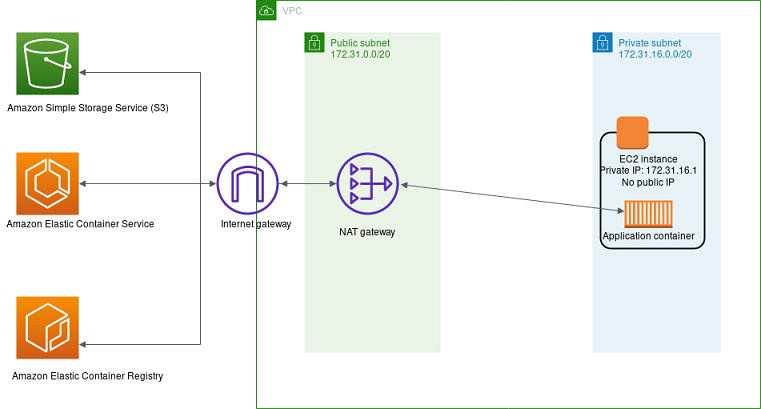 VPC
Public subnet
172.31.0.0/20
Private subnet
172.31.16.0.0/20
Amazon Simple Storage Service (S3)
EC2 instance
Private IP: 172.31.16.1
No public IP
Amazon Elastic Container Service
Internet gateway
NAT gateway
Application container
Amazon Elastic Container Registry